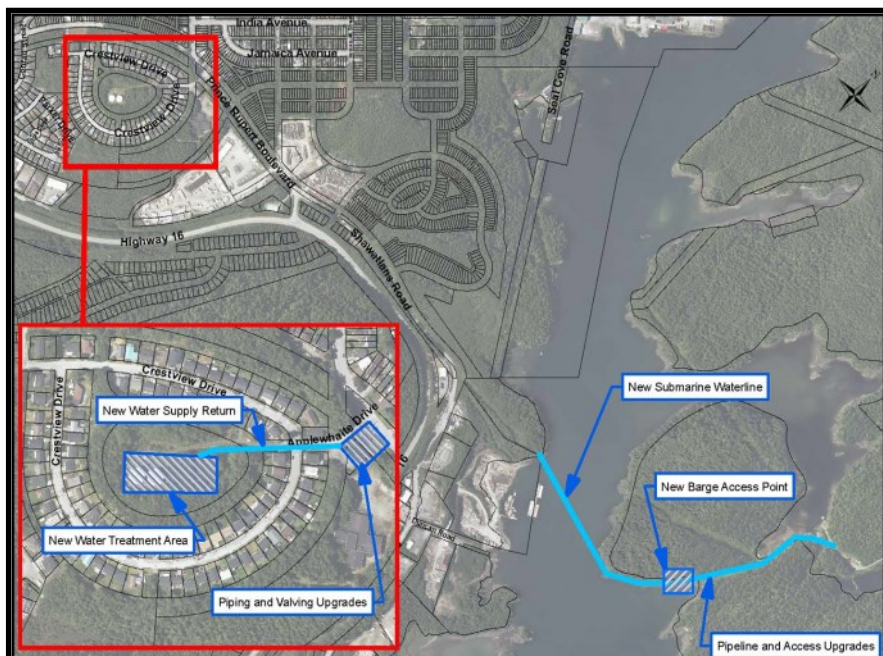 India Avenue
Jamaica Avenue
Crestview Drive
Crestview Drive
Prince Rupert Boulevard
Seal Cove Road
Highway 16
Shawatlans Road
Crestview Drive
Crestview Drive
New Water Supply Return
Applewhaite Drive
16
New Water Treatment Area
Piping and Valving Upgrades
New Submarine Waterline
New Barge Access Point
Pipeline and Access Upgrades